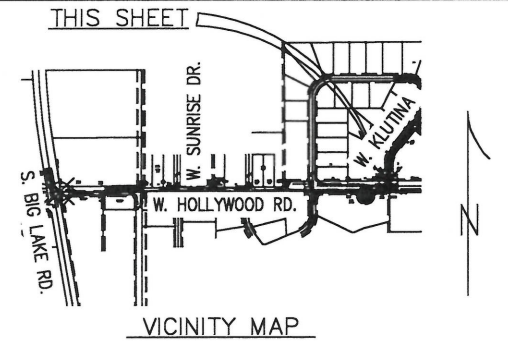 THIS SHEET
W. SUNRISE DR.
W. KLUTINA
W. HOLLYWOOD RD.
S. BIG LAKE RD.
N
VICINITY MAP